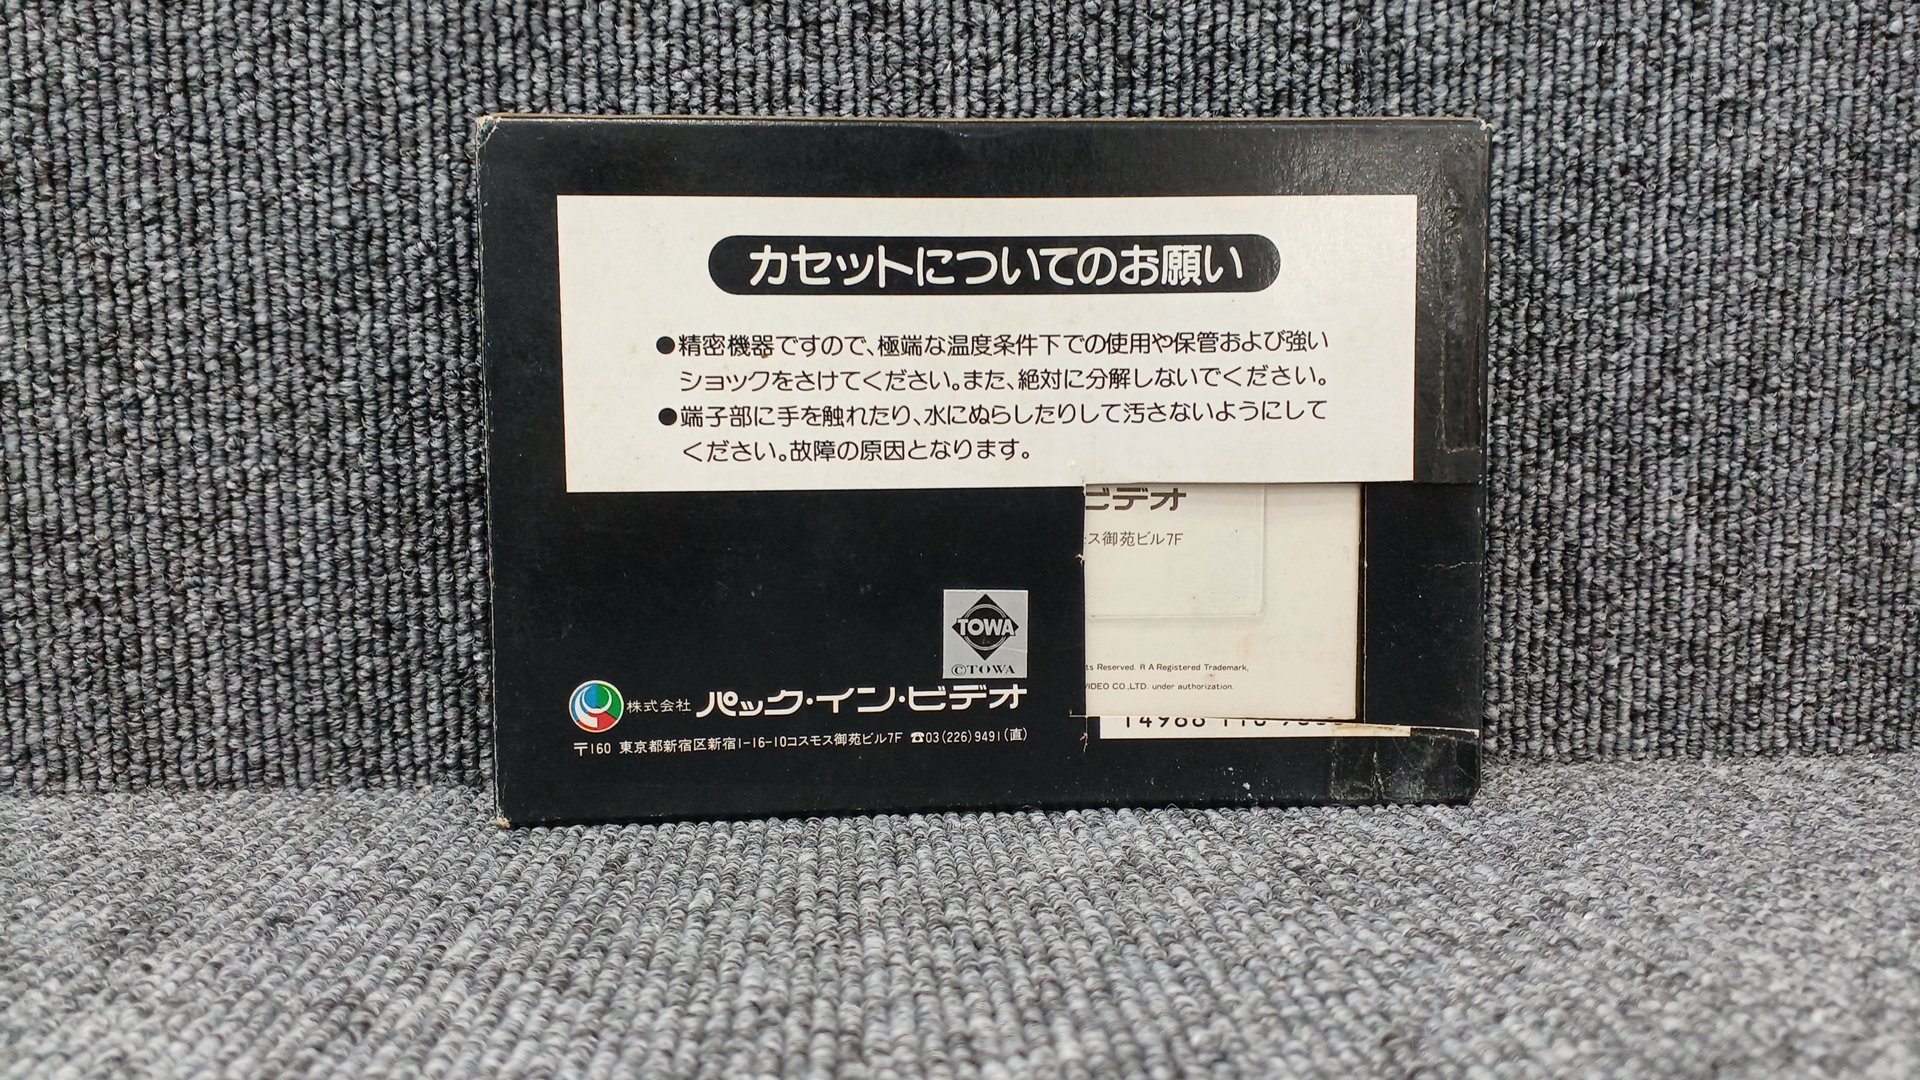 カセットについてのお願い
●精密機器ですので、極端な温度条件下での使用や保管および強い
ショックをさけてください。また、絶対に分解しないでください。
●端子部に手を触れたり、水にぬらしたりして汚さないようにして
ください。故障の原因となります。
ビデオ
ス御苑ビル7F
TOWA
©TOWA
ts Reserved. R A Registered Trademark.
VIDEO CO.,LTD. under authorization.
株式会社 パック・イン・ビデオ
〒160 東京都新宿区新宿1-16-10コスモス御苑ビル7F ☎03(226)9491(直)